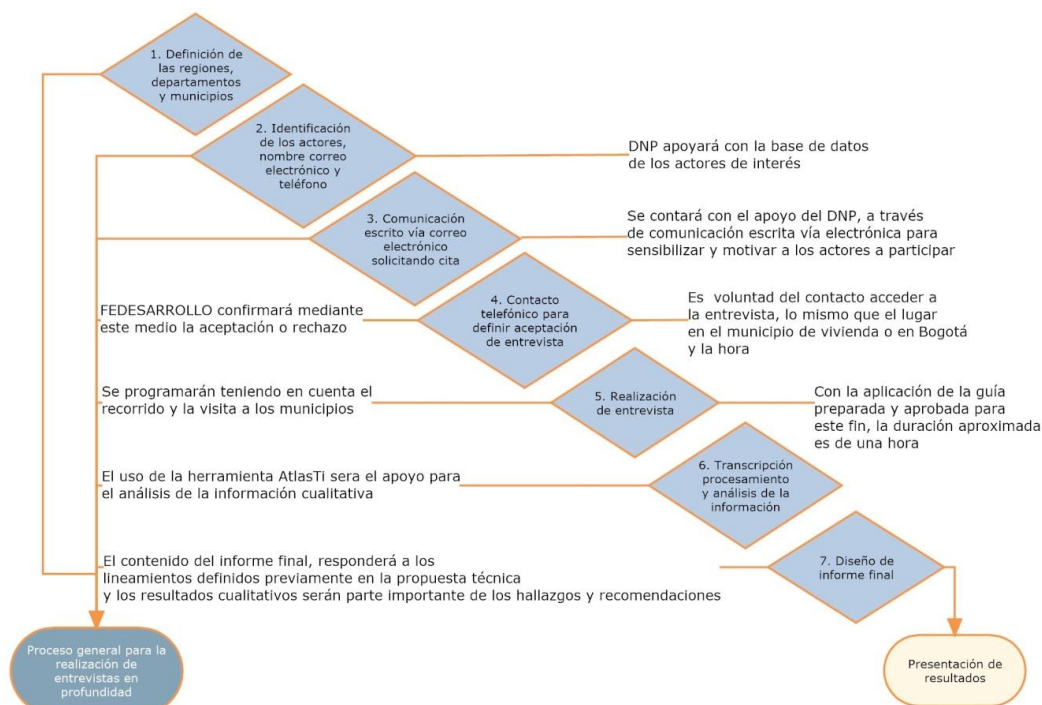 1. Definición de
las regiones,
departamentos
y municipios
2. Identificación
de los actores,
nombre correo
electrónico y
teléfono
DNP apoyará con la base de datos
de los actores de interés
3. Comunicación
escrito vía correo
electrónico
solicitando cita
Se contará con el apoyo del DNP, a través
de comunicación escrita vía electrónica para
sensibilizar y motivar a los actores a participar
FEDESARROLLO confirmará mediante
este medio la aceptación o rechazo
4. Contacto
telefónico para
definir aceptación
de entrevista
Es voluntad del contacto acceder a
la entrevista, lo mismo que el lugar
en el municipio de vivienda o en Bogotá
y la hora
Se programarán teniendo en cuenta el
recorrido y la visita a los municipios
5. Realización
de entrevista
Con la aplicación de la guía
preparada y aprobada para
este fin, la duración aproximada
es de una hora
El uso de la herramienta AtlasTi sera el apoyo para
el análisis de la información cualitativa
6. Transcripción
procesamiento
y análisis de la
información
El contenido del informe final, responderá a los
lineamientos definidos previamente en la propuesta técnica
y los resultados cualitativos serán parte importante de los hallazgos y recomendaciones
7. Diseño de
informe final
Proceso general para la
realización de
entrevistas en
profundidad
Presentación de
resultados